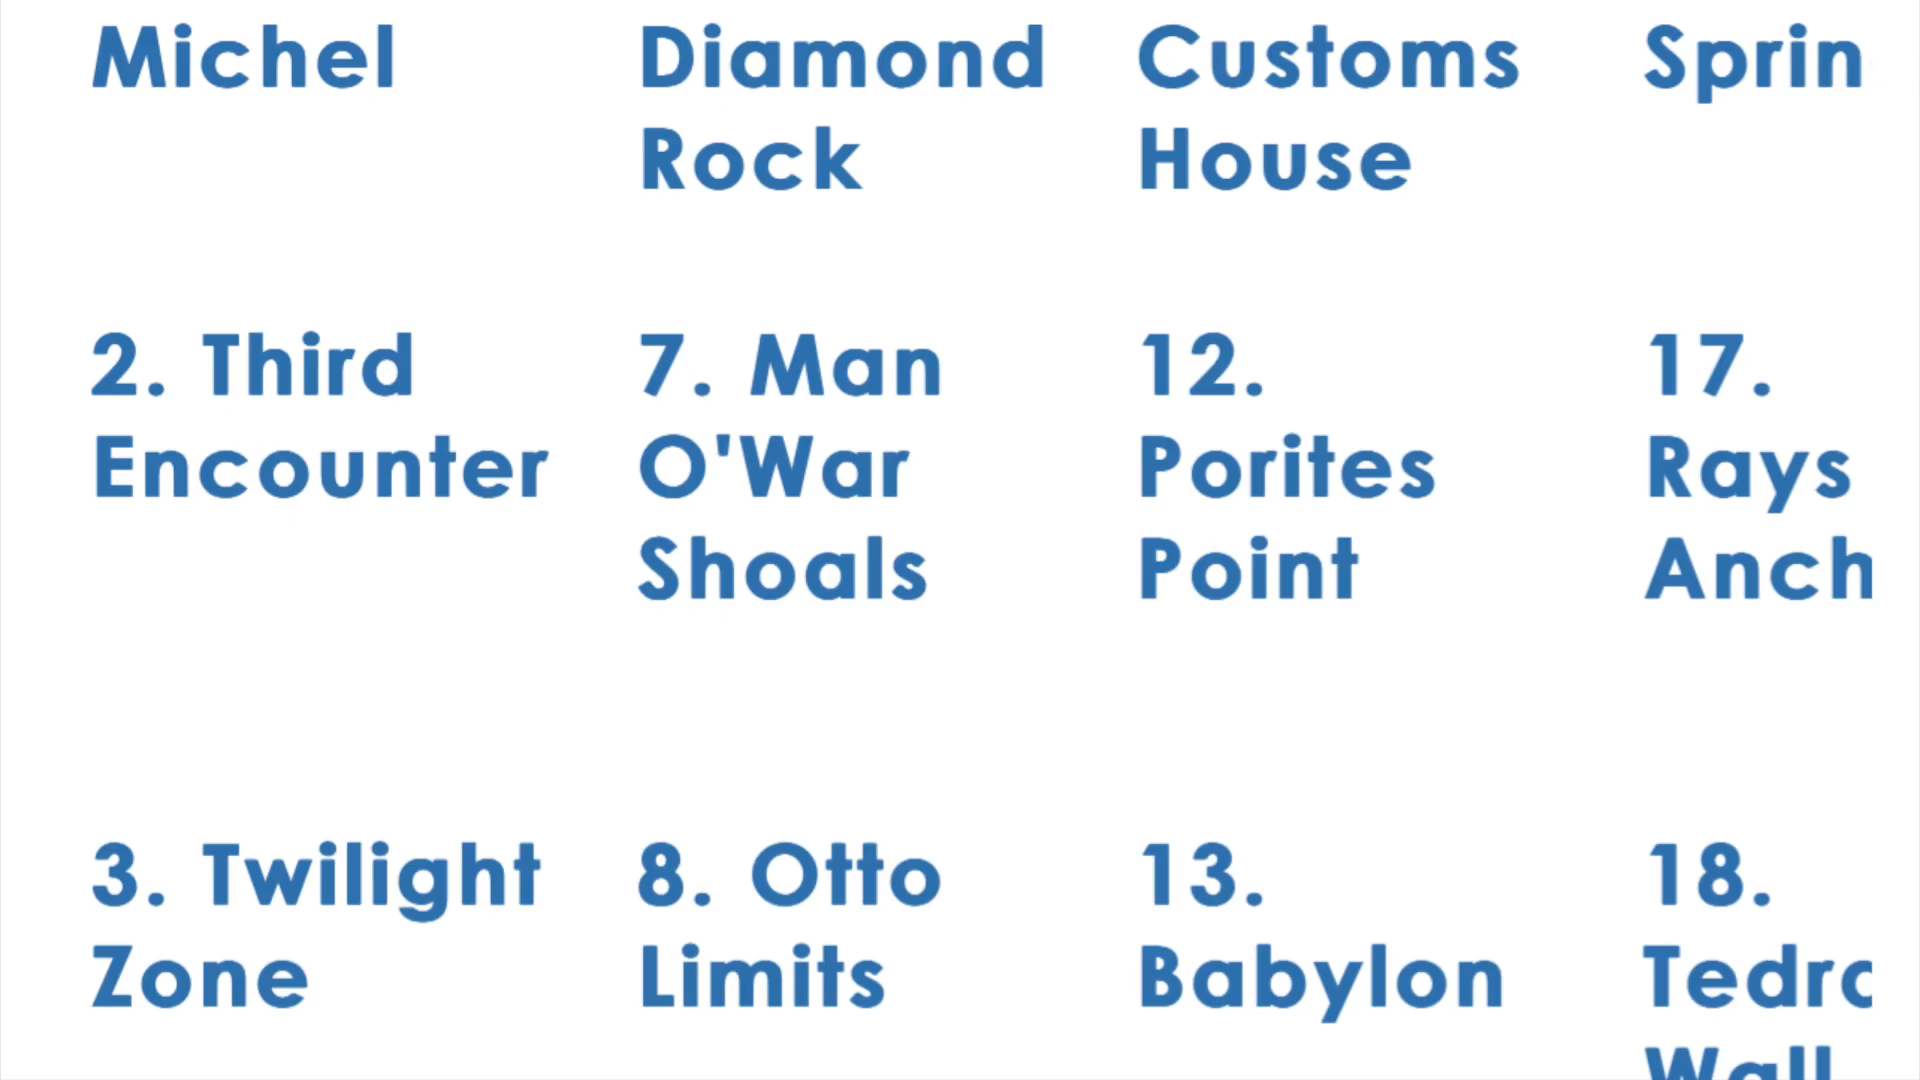 Michel
Diamond
Rock
Customs
House
2. Third
Encounter
7. Man
O'War
Shoals
12.
Porites
Point
17.
Rays
3. Twilight
Zone
8. Otto
Limits
13.
Babylon
18.
Wall